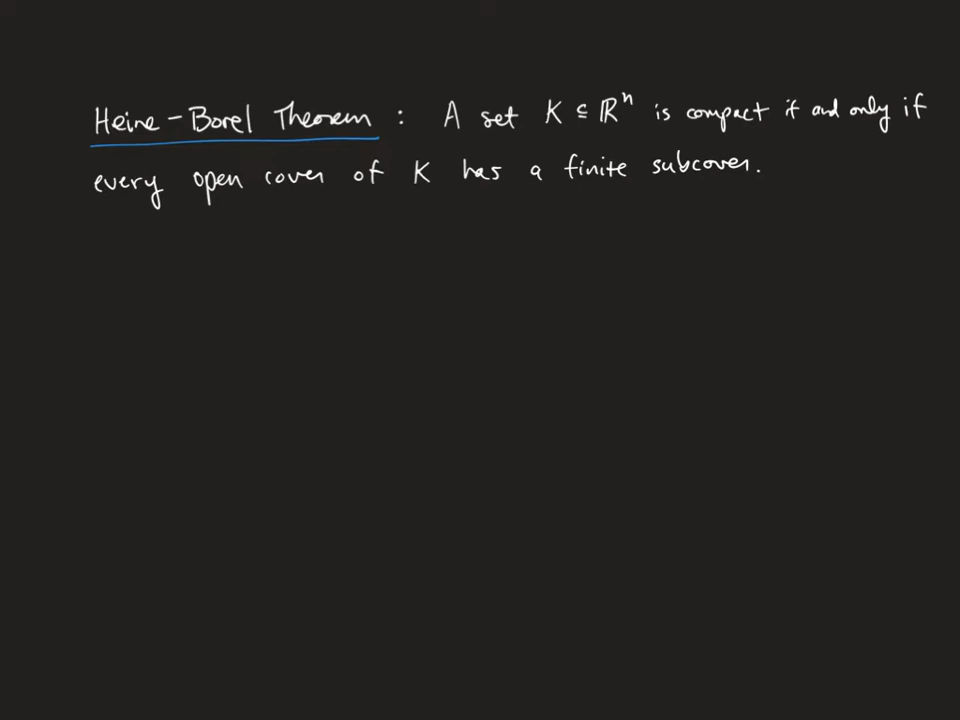 Heine-Borel Theorem : A set K ⊆ ℝⁿ is compact if and only if
every open cover of K has a finite subcover.